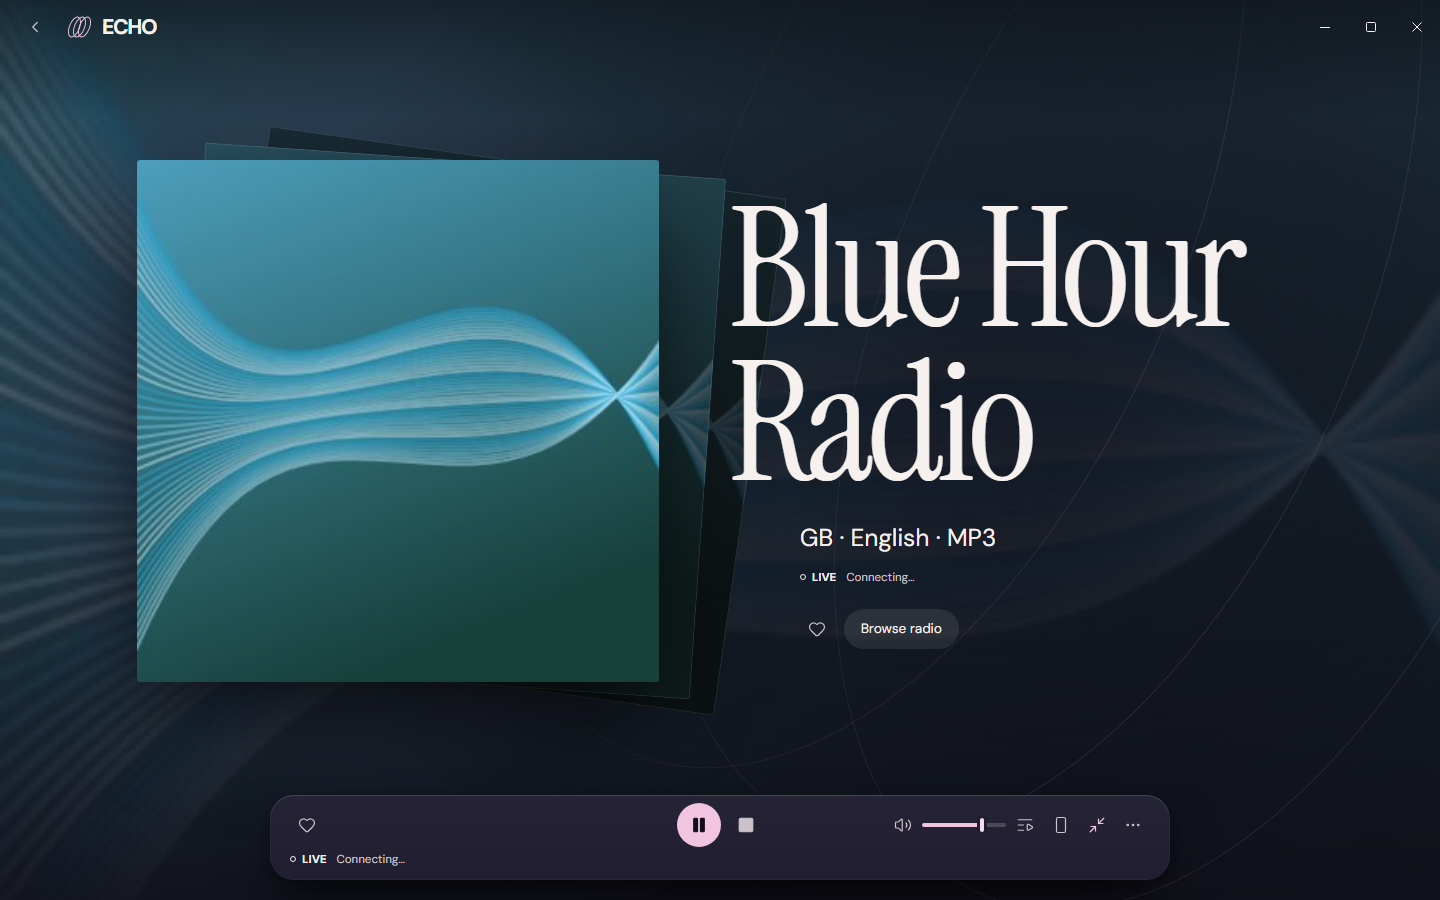 ECHO
Blue Hour
Radio
GB · English · MP3
LIVE Connecting...
Browse radio
LIVE Connecting...